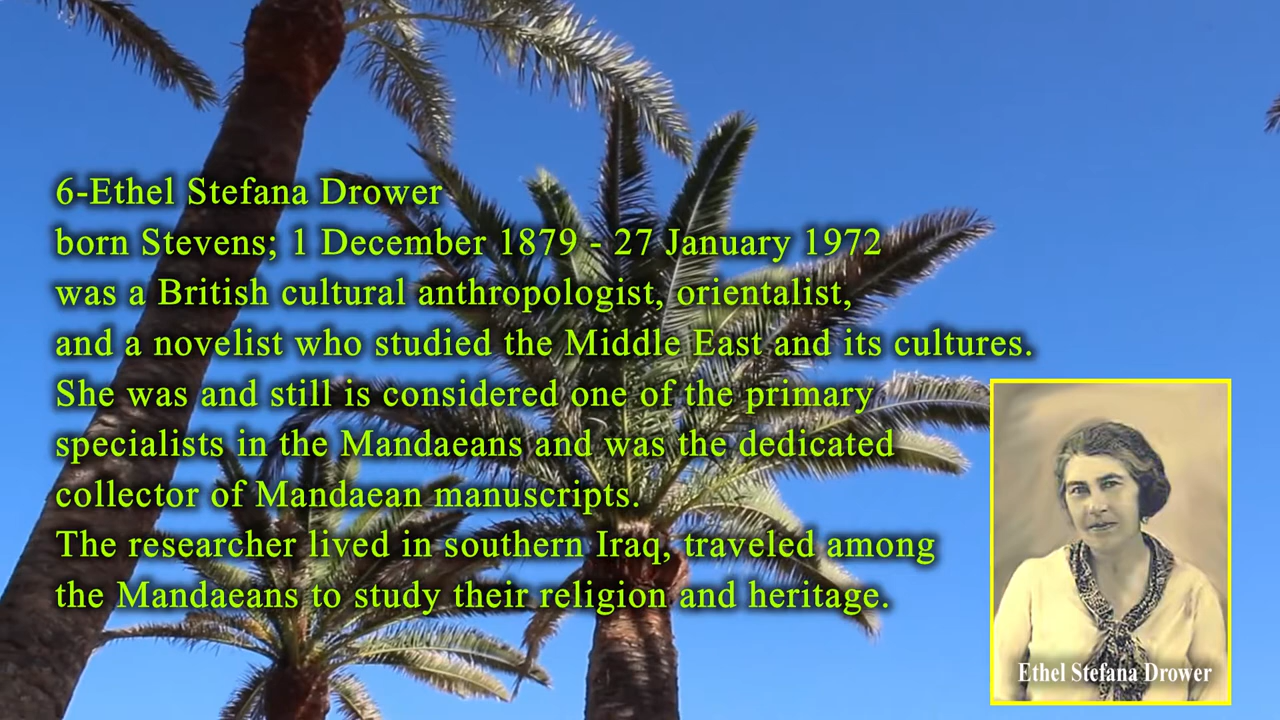 6-Ethel Stefana Drower
born Stevens; 1 December 1879 - 27 January 1972
was a British cultural anthropologist, orientalist,
and a novelist who studied the Middle East and its cultures.
She was and still is considered one of the primary
specialists in the Mandaeans and was the dedicated
collector of Mandaean manuscripts.
The researcher lived in southern Iraq, traveled among
the Mandaeans to study their religion and heritage.
Ethel Stefana Drower